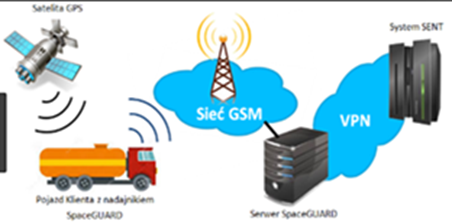 Satelita GPS
System SENT
Sieć GSM
VPN
Pojazd Klienta z nadajnikiem
SpaceGUARD
Serwer SpaceGUARD